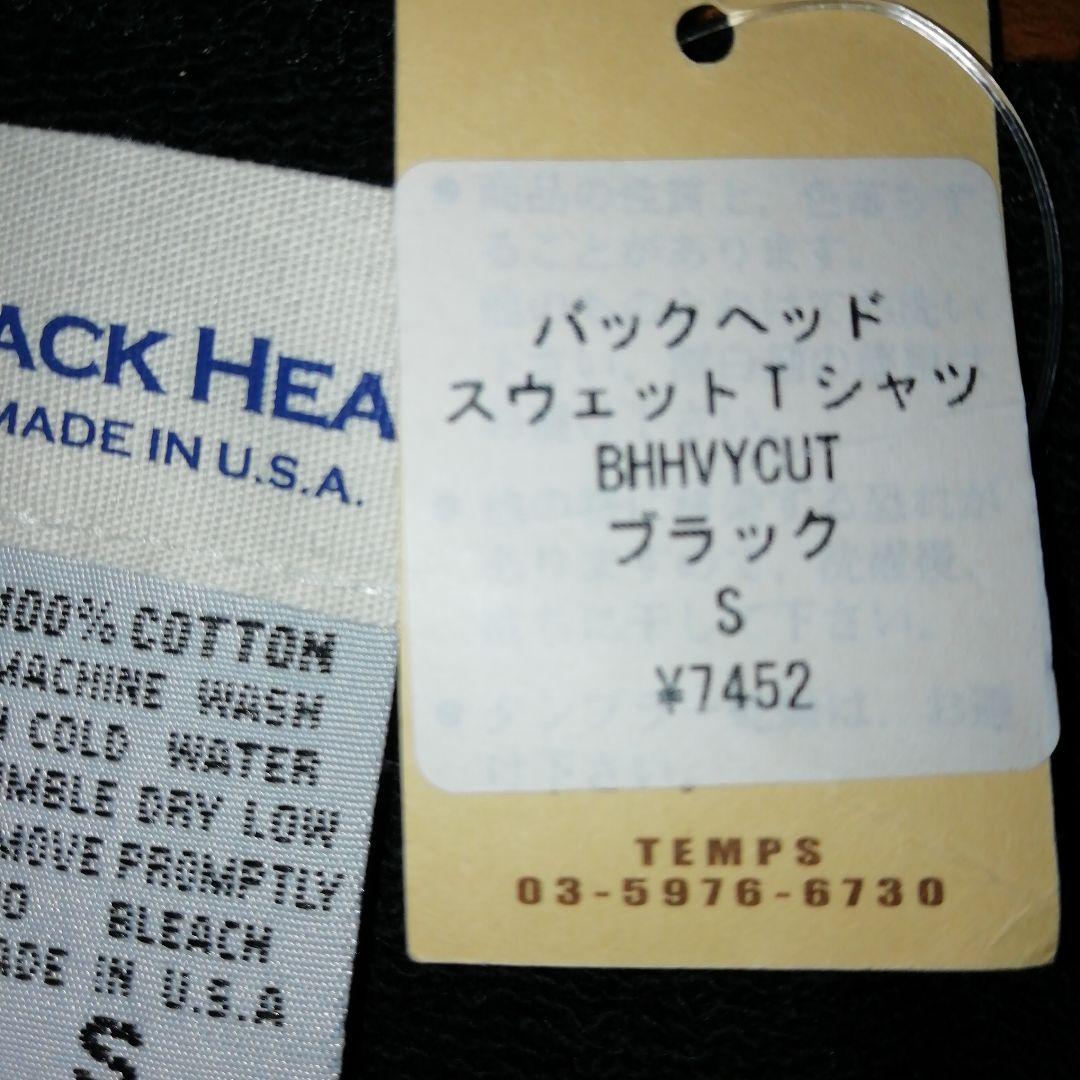 ACK HEA
MADE IN U.S.A.
100% COTTON
MACHINE WASH
COLD WATER
MBLE DRY LOW
MOVE PROMPTLY
BLEACH
ADE IN U.S.A
S
バックヘッド
スウェットTシャツ
BHHVYCUT
ブラック
S
¥7452
TEMPS
03-5976-6730